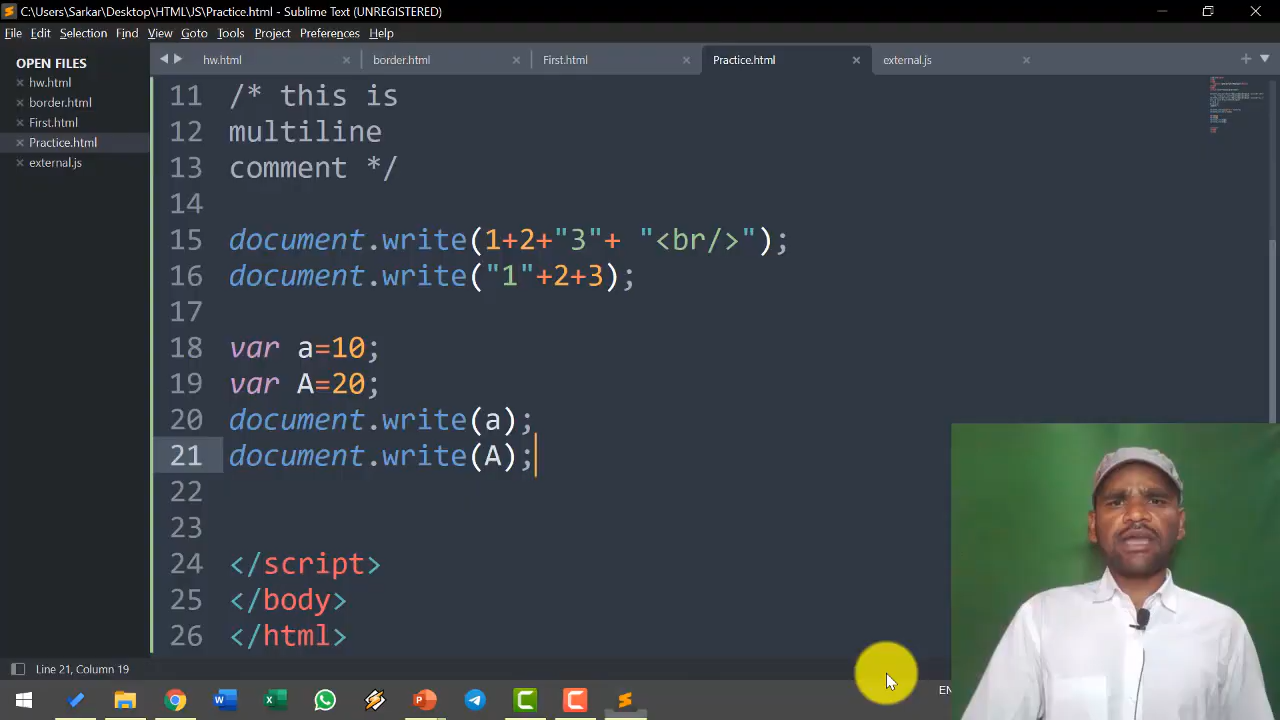 C:\Users\Sarkar\Desktop\HTML\JS\Practice.html - Sublime Text (UNREGISTERED)
File Edit Selection Find View Goto Tools Project Preferences Help
OPEN FILES
hw.html
border.html
First.html
Practice.html
external.js
hw.html border.html First.html Practice.html external.js
11 /* this is
12 multiline
13 comment */
14
15 document.write(1+2+"3"+ "<br/>");
16 document.write("1"+2+3);
17
18 var a=10;
19 var A=20;
20 document.write(a);
21 document.write(A);
22
23
24 </script>
25 </body>
26 </html>
Line 21, Column 19
EN